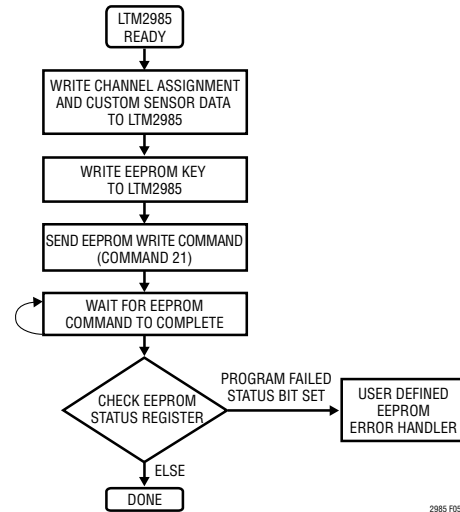 LTM2985
READY
WRITE CHANNEL ASSIGNMENT
AND CUSTOM SENSOR DATA
TO LTM2985
WRITE EEPROM KEY
TO LTM2985
SEND EEPROM WRITE COMMAND
(COMMAND 21)
WAIT FOR EEPROM
COMMAND TO COMPLETE
CHECK EEPROM
STATUS REGISTER
PROGRAM FAILED
STATUS BIT SET
USER DEFINED
EEPROM
ERROR HANDLER
ELSE
DONE
2985 F05